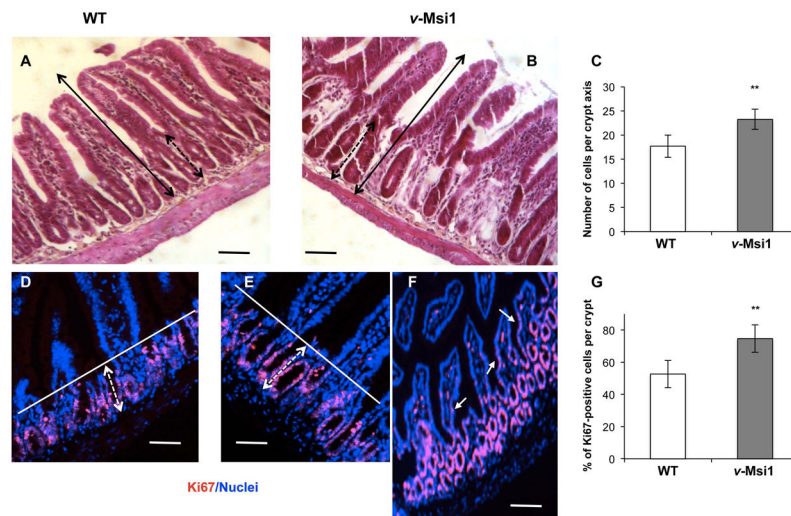 WT
v-Msi1
A
B
C
**
Number of cells per crypt axis
30
25
20
15
10
5
0
WT
v-Msi1
D
E
F
G
**
% of Ki67-positive cells per crypt
80
60
40
20
0
WT
v-Msi1
Ki67/Nuclei